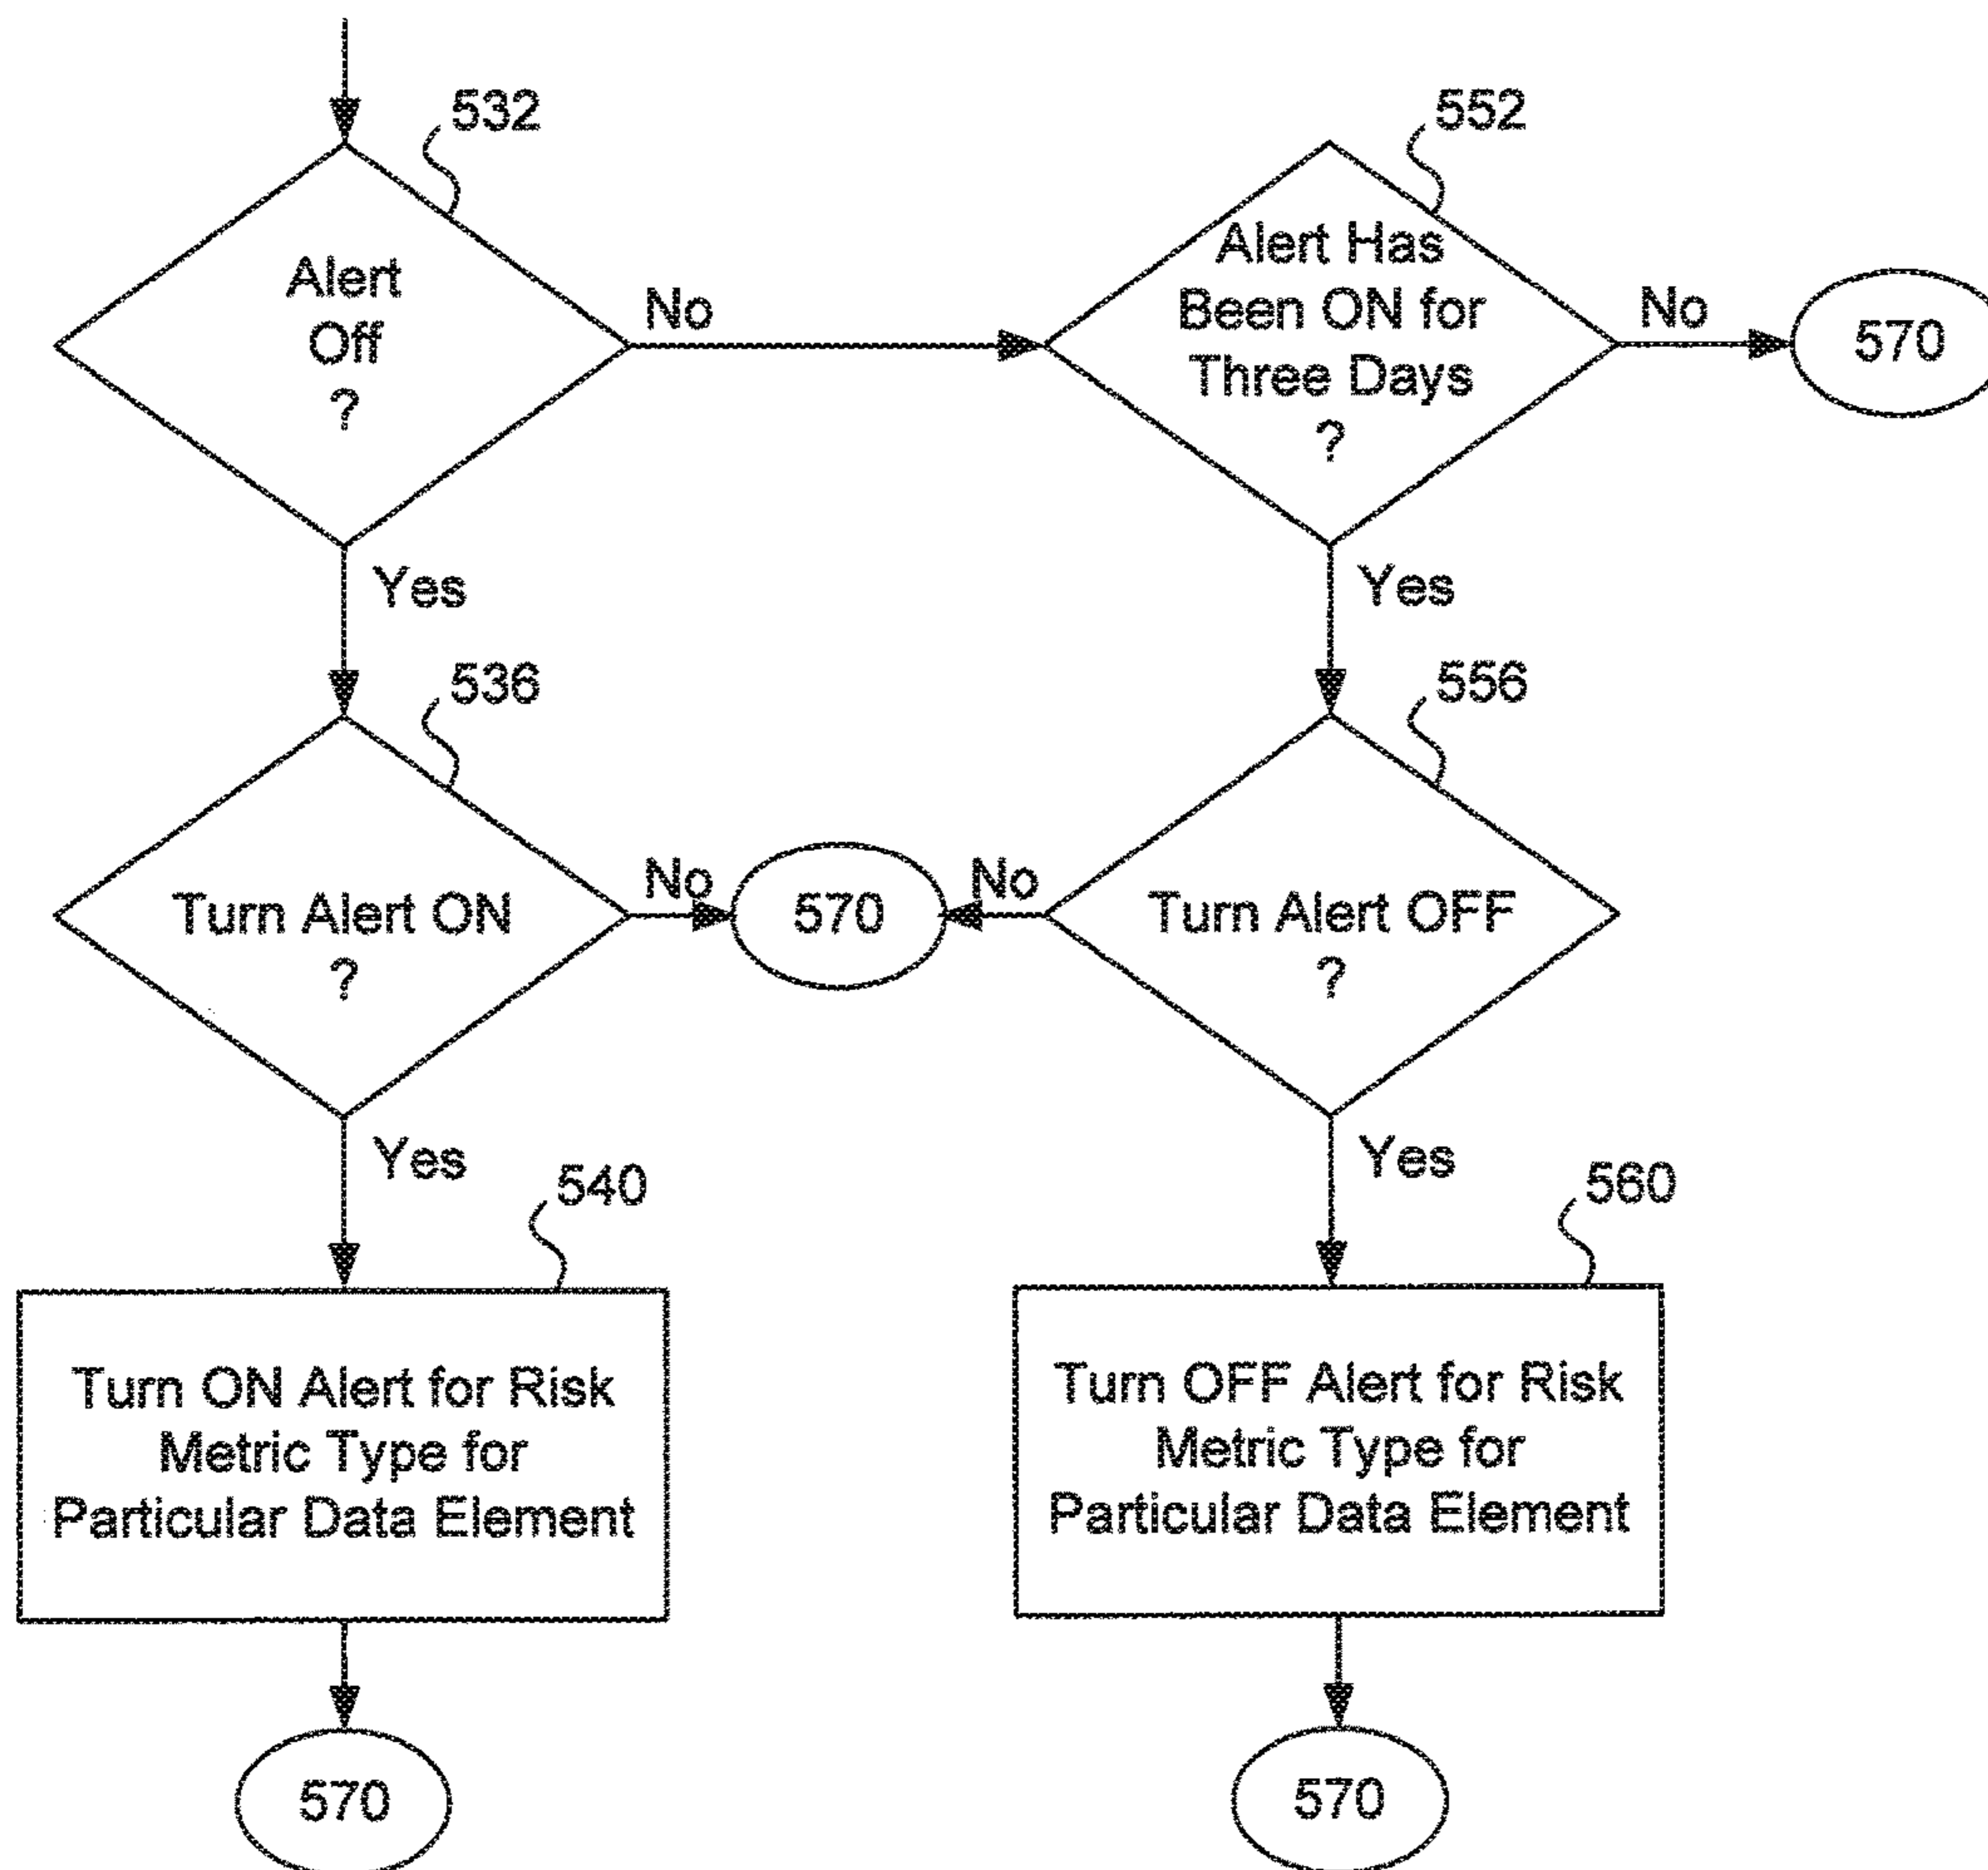 532
Alert
Off
?
No
552
Alert Has
Been ON for
Three Days
?
No
570
Yes
Yes
536
Turn Alert ON
?
No
570
No
556
Turn Alert OFF
?
Yes
Yes
540
Turn ON Alert for Risk
Metric Type for
Particular Data Element
560
Turn OFF Alert for Risk
Metric Type for
Particular Data Element
570
570